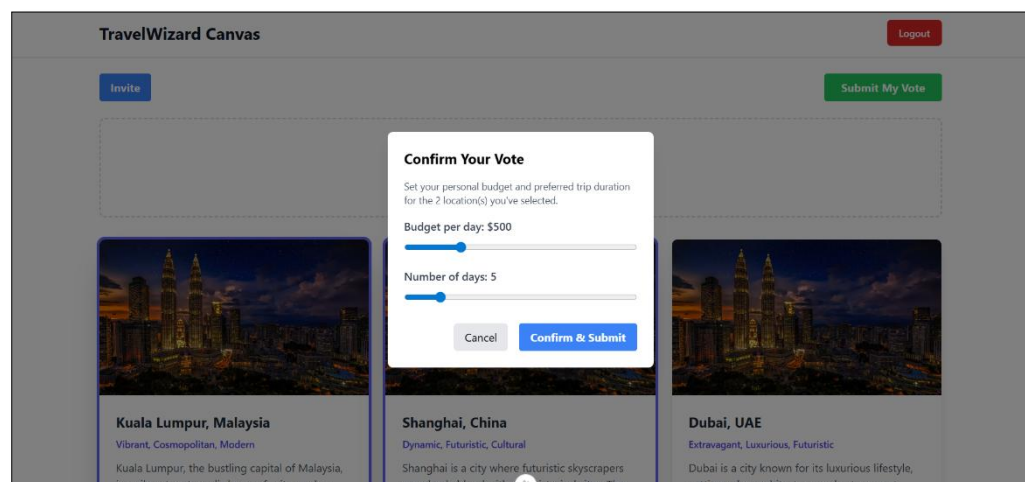 TravelWizard Canvas
Logout
Invite
Submit My Vote
Confirm Your Vote
Set your personal budget and preferred trip duration
for the 2 location(s) you've selected.
Budget per day: $500
Number of days: 5
Cancel
Confirm & Submit
Kuala Lumpur, Malaysia
Vibrant, Cosmopolitan, Modern
Kuala Lumpur, the bustling capital of Malaysia,
Shanghai, China
Dynamic, Futuristic, Cultural
Shanghai is a city where futuristic skyscrapers
Dubai, UAE
Extravagant, Luxurious, Futuristic
Dubai is a city known for its luxurious lifestyle,